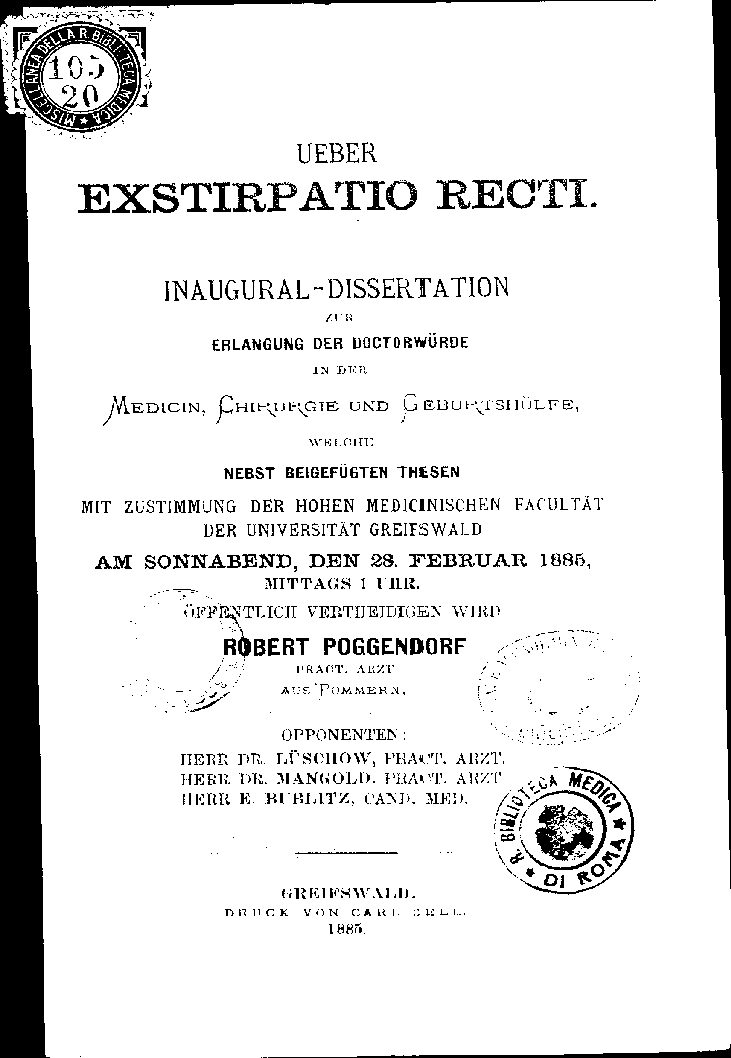 MISCELLANEA DELLA R. BIBLIOTECA MEDICA
105
20
UEBER
EXSTIRPATIO RECTI.
INAUGURAL-DISSERTATION
ZUR
ERLANGUNG DER DOCTORWÜRDE
IN DER
MEDICIN, CHIRURGIE UND GEBURTSHÜLFE,
WELCHE
NEBST BEIGEFÜGTEN THESEN
MIT ZUSTIMMUNG DER HOHEN MEDICINISCHEN FACULTÄT
DER UNIVERSITÄT GREIFSWALD
AM SONNABEND, DEN 28. FEBRUAR 1885,
MITTAGS 1 UHR.
ÖFFENTLICH VERTHEIDIGEN WIRD
ROBERT POGGENDORF
PRACT. ARZT
AUS POMMERN.
OPPONENTEN:
HERR DR. LÜSCHOW, PRACT. ARZT.
HERR DR. MANGOLD. PRACT. ARZT
HERR E. BUBLITZ, CAND. MED.
R. BIBLIOTECA MEDICA
DI ROMA
GREIFSWALD.
DRUCK VON CARL SELL.
1885.